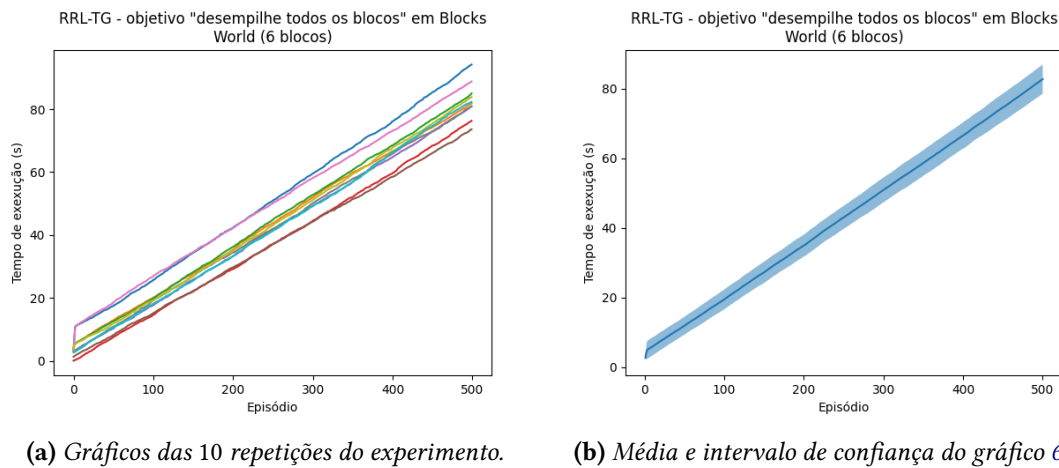 RRL-TG - objetivo "desempilhe todos os blocos" em Blocks
World (6 blocos)
80
60
40
20
0
Tempo de exexução (s)
0 100 200 300 400 500
Episódio
(a) Gráficos das 10 repetições do experimento.
RRL-TG - objetivo "desempilhe todos os blocos" em Blocks
World (6 blocos)
80
60
40
20
0
Tempo de exexução (s)
0 100 200 300 400 500
Episódio
(b) Média e intervalo de confiança do gráfico